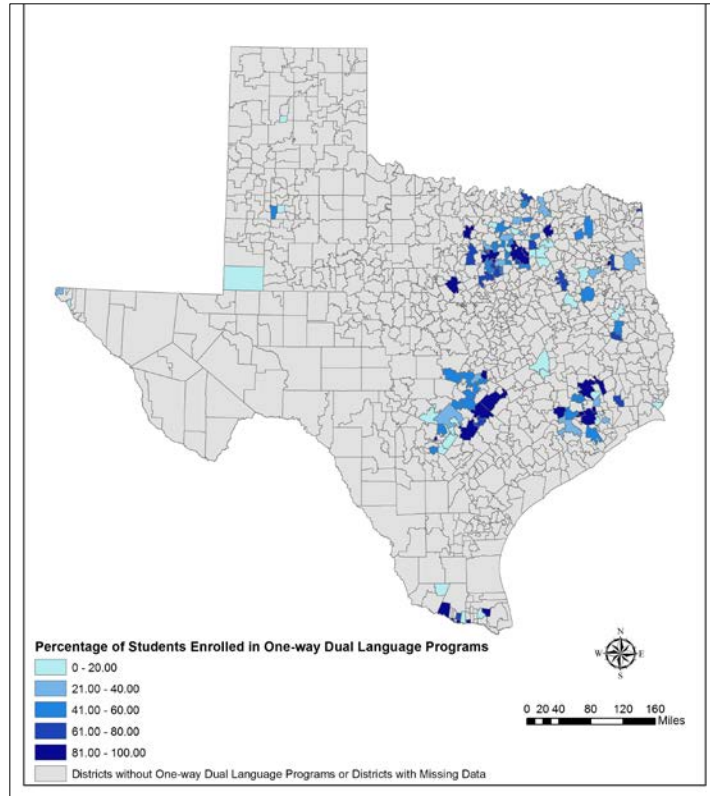 Percentage of Students Enrolled in One-way Dual Language Programs
0 - 20.00
21.00 - 40.00
41.00 - 60.00
61.00 - 80.00
81.00 - 100.00
Districts without One-way Dual Language Programs or Districts with Missing Data
N
W E
S
0 20 40 80 120 160
Miles